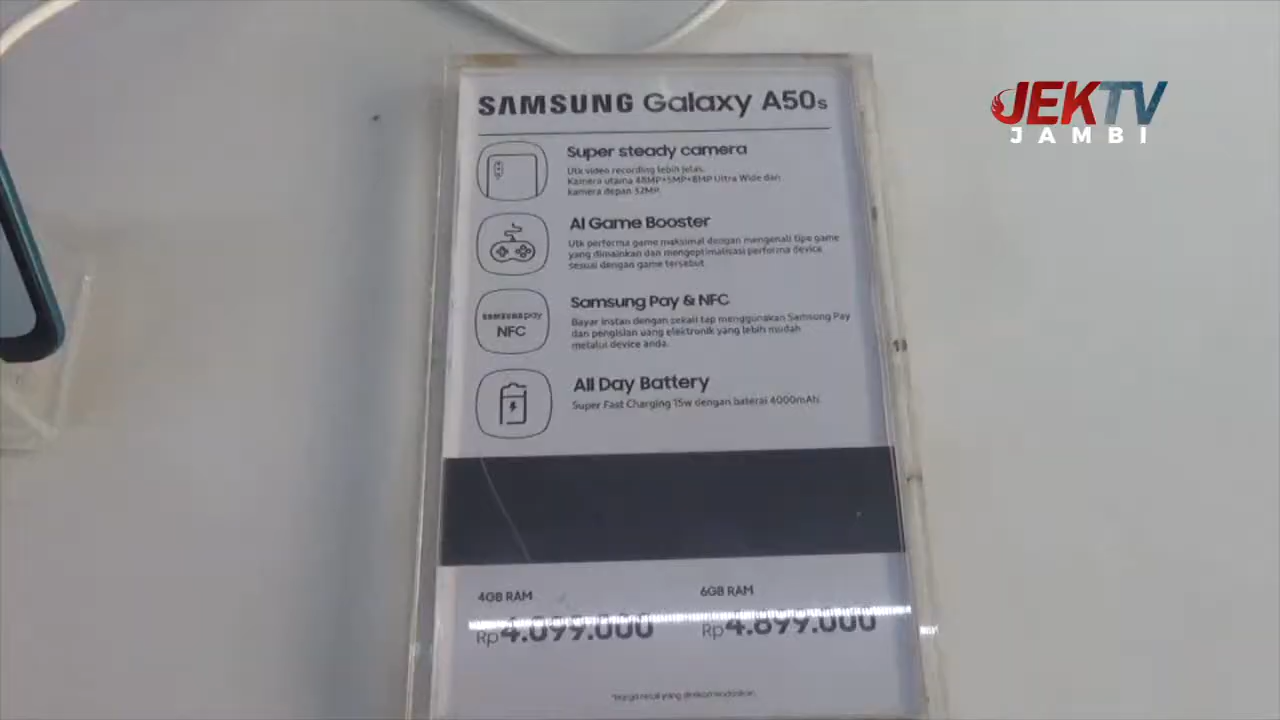 JEKTV
JAMBI
SAMSUNG Galaxy A50s
Super steady camera
Utk video recording lebih jelas.
Kamera utama 48MP+5MP+8MP Ultra Wide dan
kamera depan 32MP.
AI Game Booster
Utk performa game maksimal dengan mengenali tipe game
yang dimainkan dan mengoptimalisasi performa device
sesuai dengan game tersebut
SAMSUNG pay
NFC
Samsung Pay & NFC
Bayar instan dengan sekali tap menggunakan Samsung Pay
dan pengisian uang elektronik yang lebih mudah
melalui device anda.
All Day Battery
Super Fast Charging 15w dengan baterai 4000mAh.
4GB RAM
Rp4.099.000
6GB RAM
Rp4.899.000
*Harga retail yang direkomendasikan.